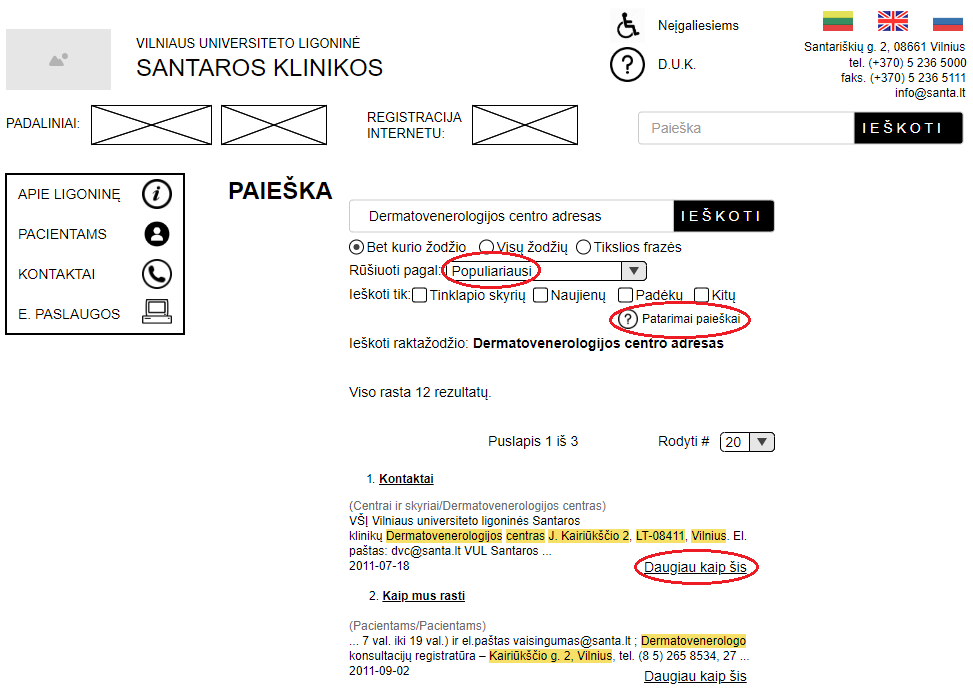 VILNIAUS UNIVERSITETO LIGONINĖ
SANTAROS KLINIKOS
Neįgaliesiems
D.U.K.
Santariškių g. 2, 08661 Vilnius
tel. (+370) 5 236 5000
faks. (+370) 5 236 5111
info@santa.lt
PADALINIAI:
REGISTRACIJA
INTERNETU:
Paieška
IEŠKOTI
APIE LIGONINĘ
PACIENTAMS
KONTAKTAI
E. PASLAUGOS
PAIEŠKA
Dermatovenerologijos centro adresas
IEŠKOTI
Bet kurio žodžio Visų žodžių Tikslios frazės
Rūšiuoti pagal: Populiariausi
Ieškoti tik: Tinklapio skyrių Naujienų Padėkų Kitų
? Patarimai paieškai
Ieškoti raktažodžio: Dermatovenerologijos centro adresas
Viso rasta 12 rezultatų.
Puslapis 1 iš 3 Rodyti # 20
1. Kontaktai
(Centrai ir skyriai/Dermatovenerologijos centras)
VŠĮ Vilniaus universiteto ligoninės Santaros
klinikų Dermatovenerologijos centras J. Kairiūkščio 2, LT-08411, Vilnius. El.
paštas: dvc@santa.lt VUL Santaros ...
2011-07-18
Daugiau kaip šis
2. Kaip mus rasti
(Pacientams/Pacientams)
... 7 val. iki 19 val.) ir el.paštas vaisingumas@santa.lt ; Dermatovenerologo
konsultacijų registratūra – Kairiūkščio g. 2, Vilnius, tel. (8 5) 265 8534, 27 ...
2011-09-02
Daugiau kaip šis